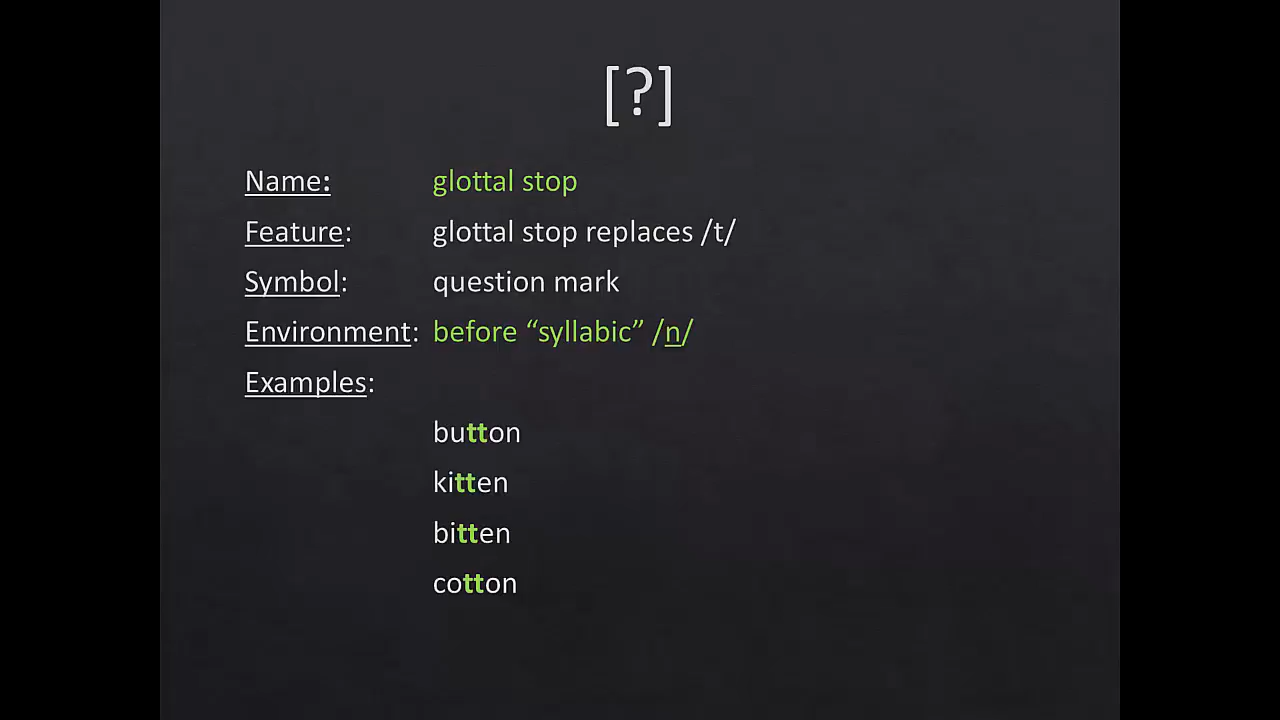 [?]
Name: glottal stop
Feature: glottal stop replaces /t/
Symbol: question mark
Environment: before “syllabic” /n/
Examples:
button
kitten
bitten
cotton